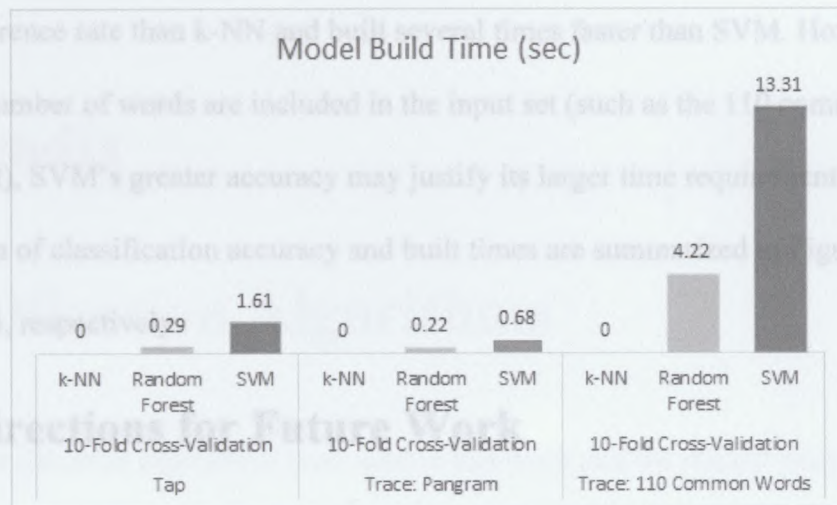 rence rate than k-NN and built several times faster than SVM. Ho
Model Build Time (sec)
umber of words are included in the input set (such as the 110
), SVM's greater accuracy may justify its larger time requirement
of classification accuracy and built times are summarized
, respectively
0 0.29 1.61 0 0.22 0.68 0 4.22 13.31
k-NN Random Forest SVM k-NN Random Forest SVM k-NN Random Forest SVM
rections for Future Work
10-Fold Cross-Validation 10-Fold Cross-Validation 10-Fold Cross-Validation
Tap Trace: Pangram Trace: 110 Common Words